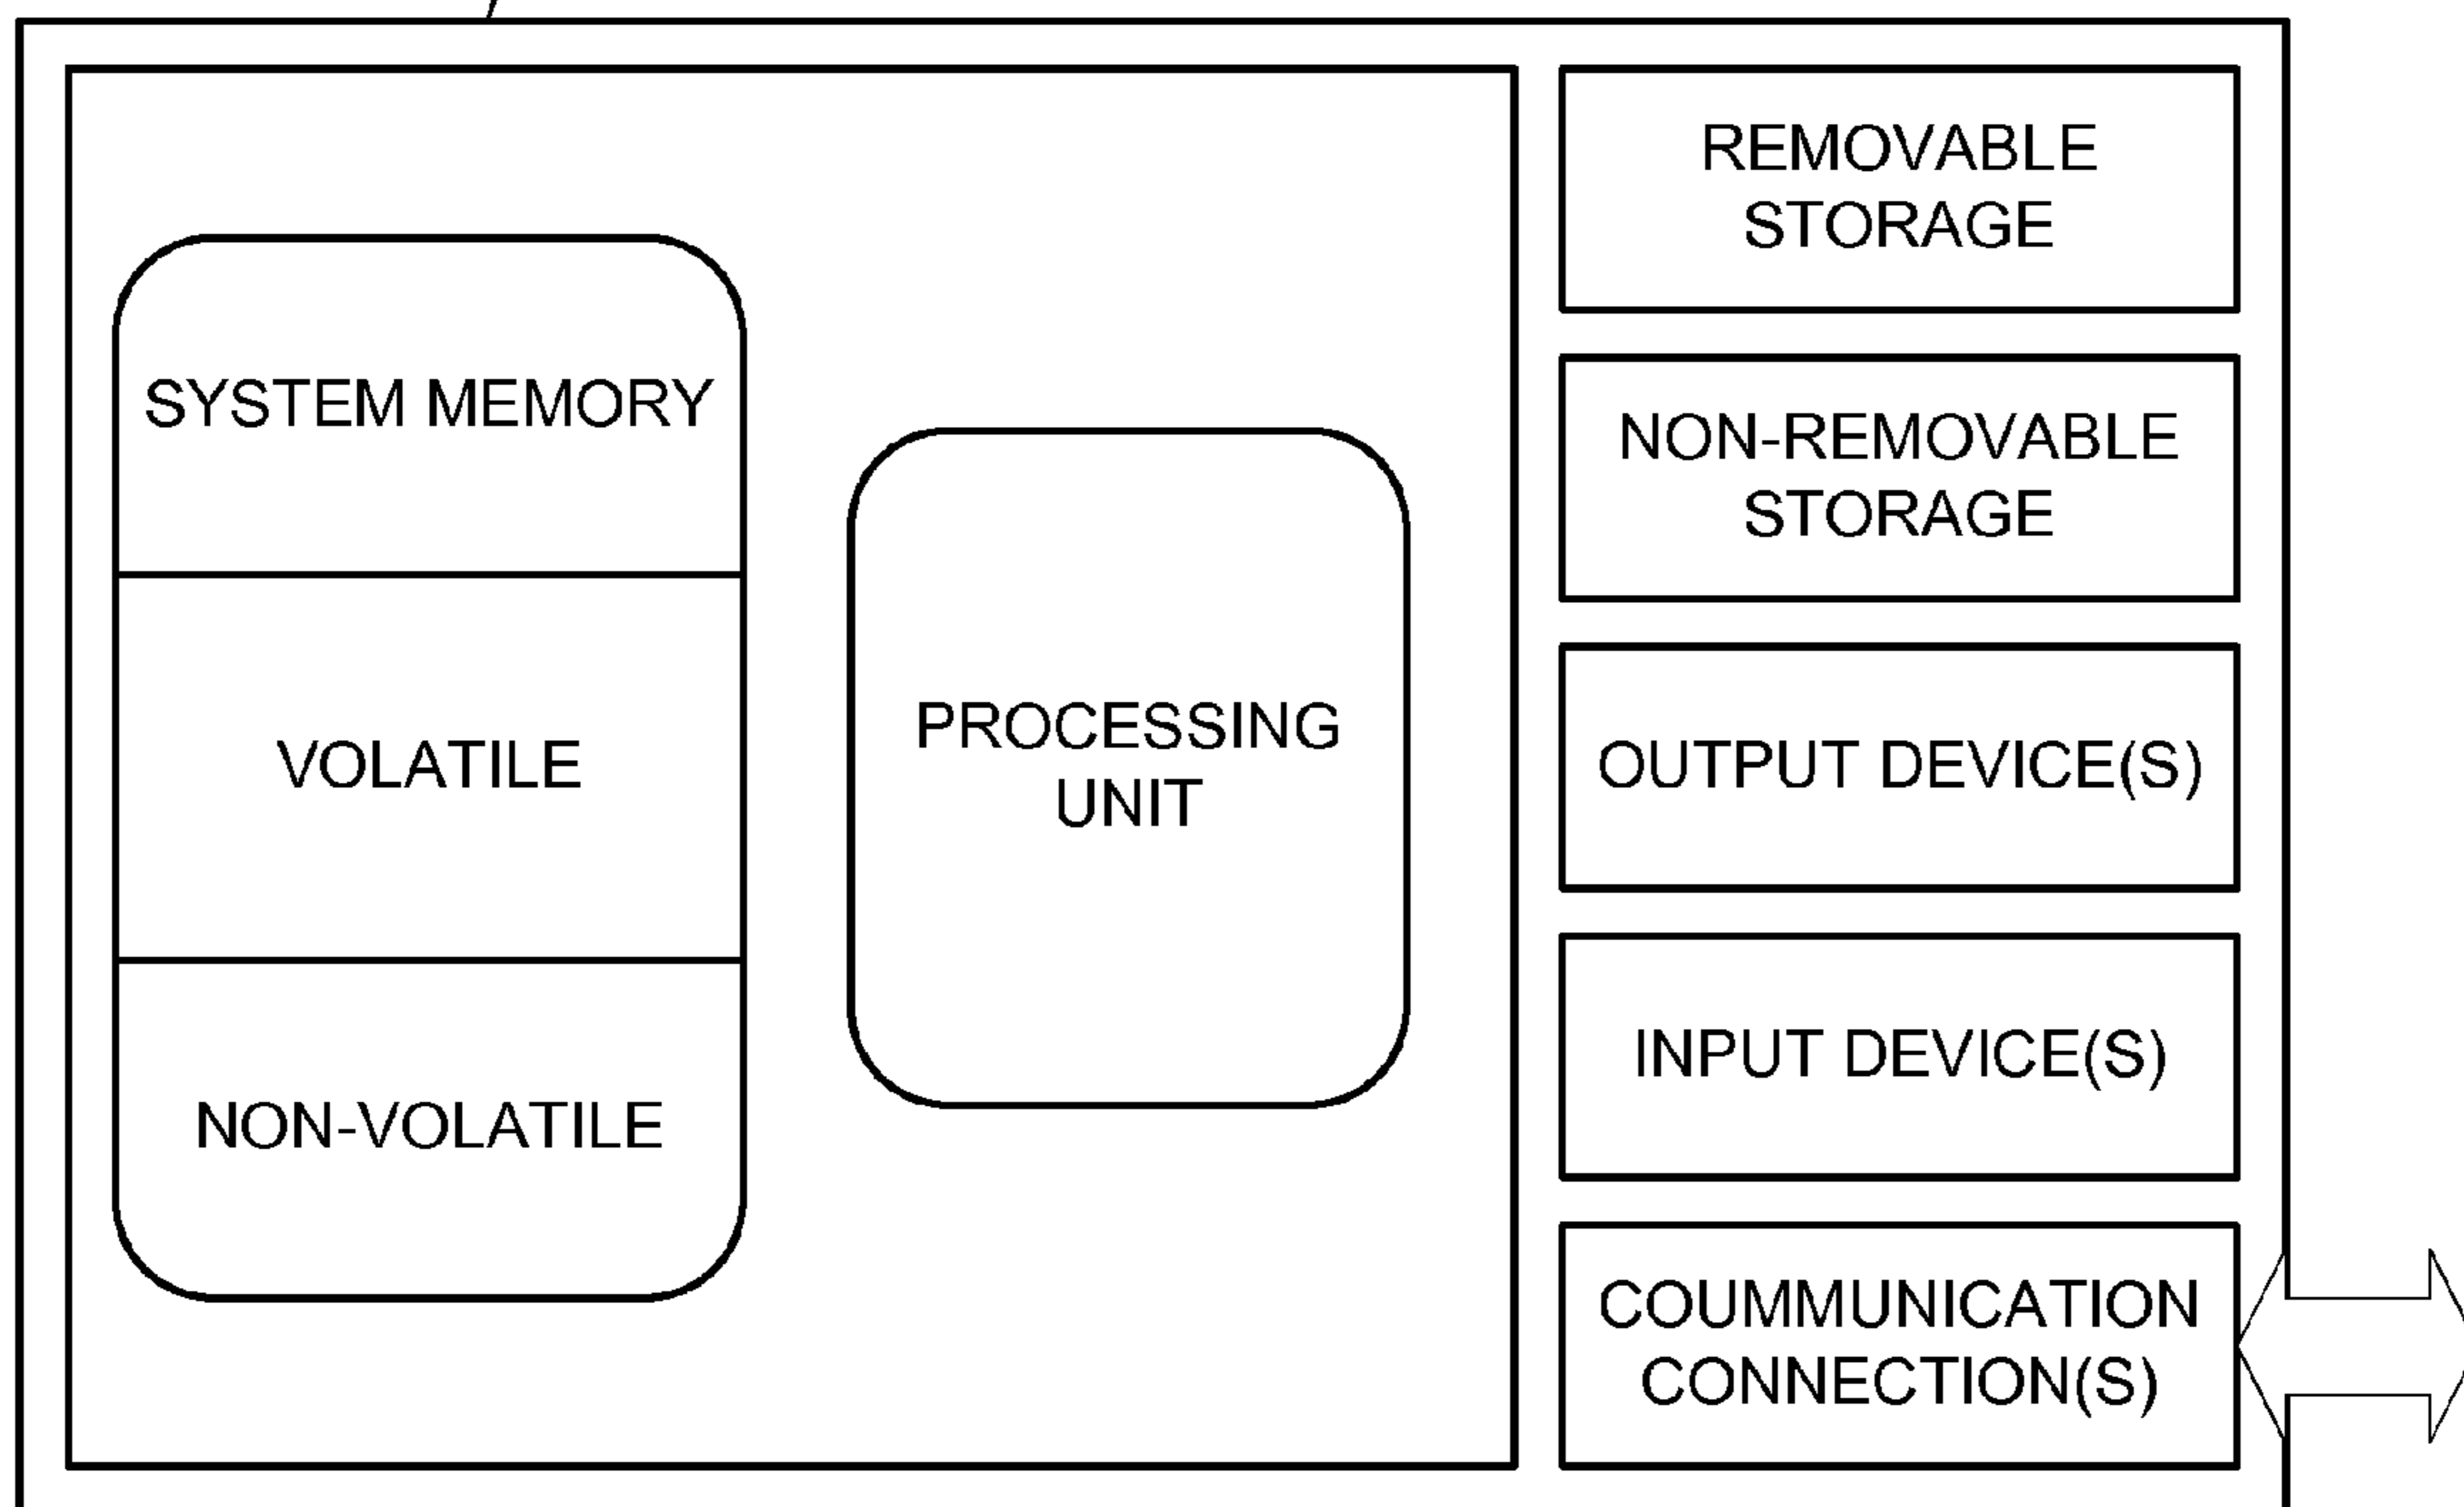 SYSTEM MEMORY
VOLATILE
NON-VOLATILE
PROCESSING
UNIT
REMOVABLE
STORAGE
NON-REMOVABLE
STORAGE
OUTPUT DEVICE(S)
INPUT DEVICE(S)
COUMMUNICATION
CONNECTION(S)